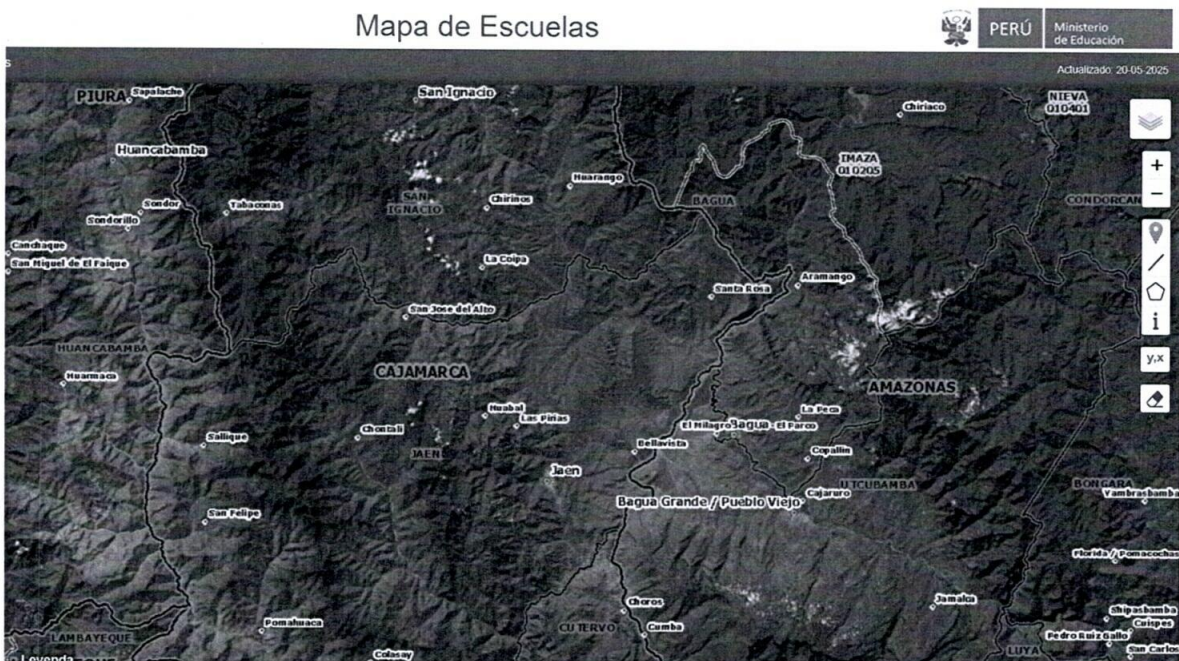 Mapa de Escuelas
PERÚ
Ministerio
de Educación
s
Actualizado: 20-05-2025
PIURA
Sapalache
San Ignacio
Chiriaco
NIEVA
010401
Huancabamba
IMAZA
010205
+
−
Huarango
SAN
IGNACIO
Chirinos
BAGUA
CONDORCAN
Sondor
Tabaconas
Sondorillo
Canchaque
San Miguel de El Faique
La Coipa
Aramango
Santa Rosa
San Jose del Alto
i
y,x
HUANCABAMBA
Huarmaca
CAJAMARCA
AMAZONAS
Huabal
Las Pirias
La Peca
El Milagro
Bagua
El Parco
Chontali
Sallique
JAEN
Bellavista
Copallin
Jaen
UTCUBAMBA
BONGARA
Yambrasbamba
Bagua Grande / Pueblo Viejo
Cajaruro
San Felipe
Florida / Pomacochas
Choros
Jamalca
Shipasbamba
Cuispes
Pomahuaca
CUTERVO
Cumba
Pedro Ruiz Gallo
LAMBAYEQUE
LUYA
San Carlos
Leyenda
Colasay